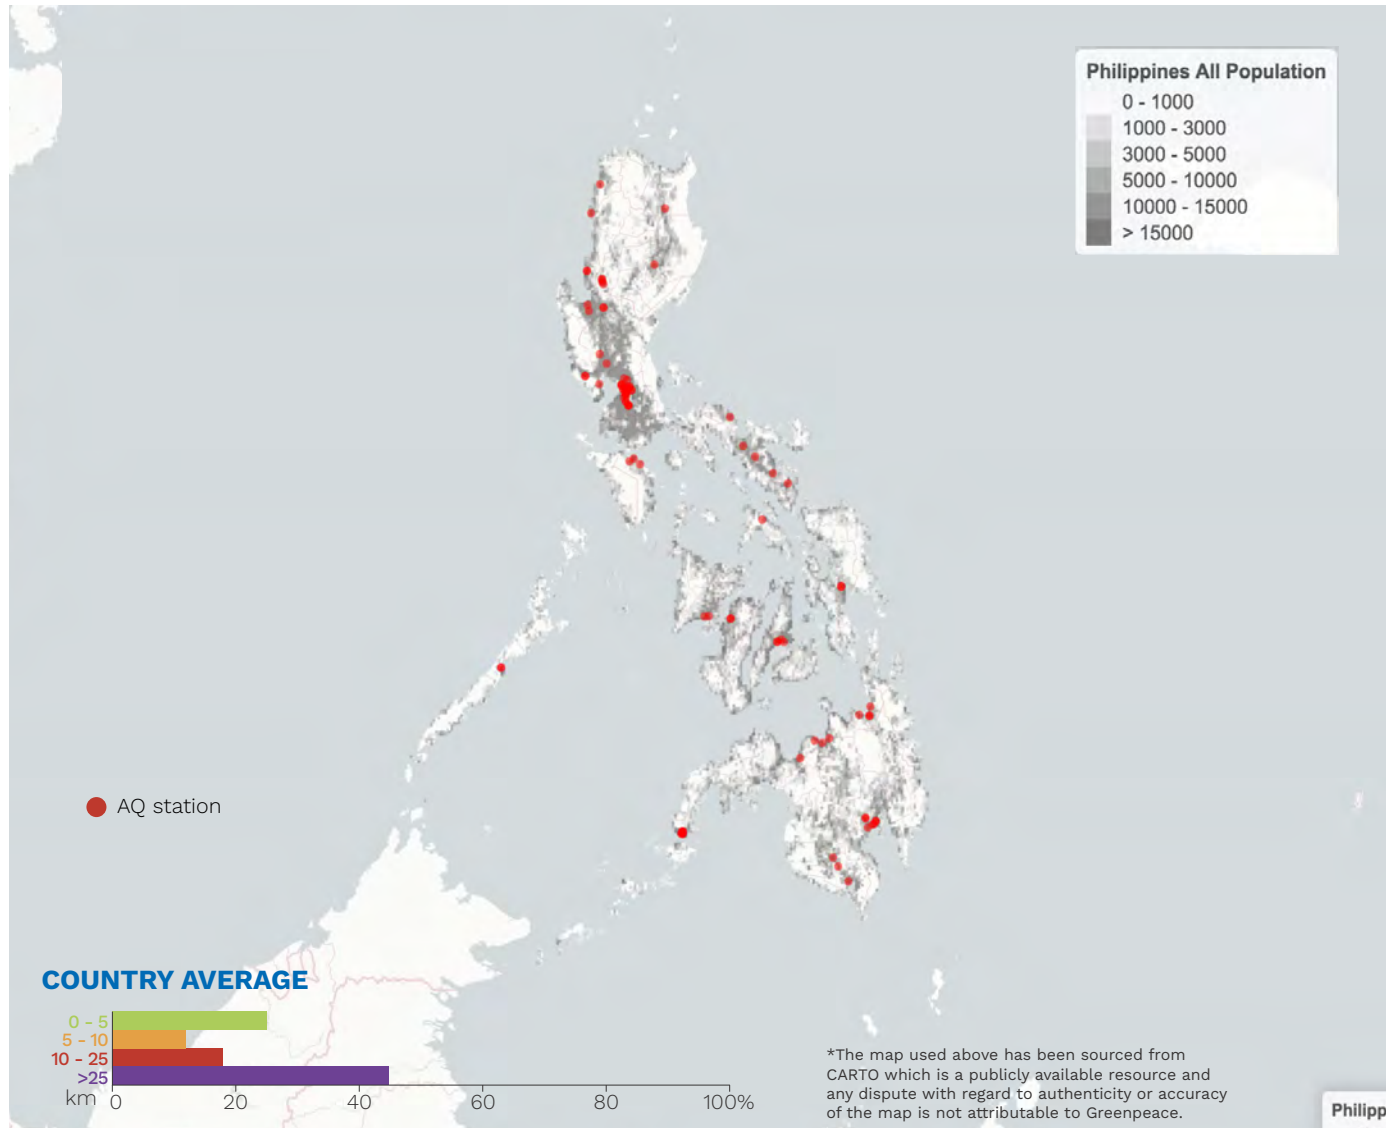 Philippines All Population
0 - 1000
1000 - 3000
3000 - 5000
5000 - 10000
10000 - 15000
> 15000
AQ station
COUNTRY AVERAGE
0 - 5
5 - 10
10 - 25
>25
km 0 20 40 60 80 100%
*The map used above has been sourced from
CARTO which is a publicly available resource and
any dispute with regard to authenticity or accuracy
of the map is not attributable to Greenpeace.
Philipp